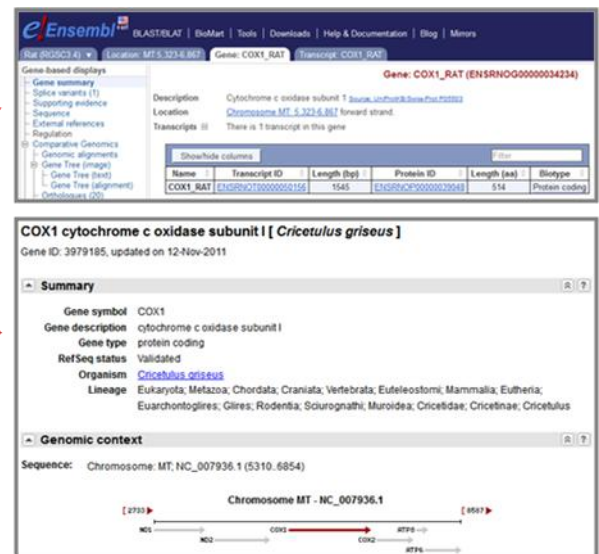 e!Ensembl BLAST/BLAT | BioMart | Tools | Downloads | Help & Documentation | Blog | Mirrors
Rat (RGSC3.4) ▼ Location: MT:5,323-6,867 Gene: COX1_RAT Transcript: COX1_RAT
Gene-based displays
Gene summary
Splice variants (1)
Supporting evidence
Sequence
External references
Regulation
Comparative Genomics
Genomic alignments
Gene Tree (image)
Gene Tree (text)
Gene Tree (alignment)
Orthologues (20)
Gene: COX1_RAT (ENSRNOG00000034234)
Description Cytochrome c oxidase subunit 1 Source: UniProtKB/Swiss-Prot
Location Chromosome MT: 5,323-6,867 forward strand.
Transcripts There is 1 transcript in this gene
Show/hide columns Filter
Name Transcript ID Length (bp) Protein ID Length (aa) Biotype
COX1_RAT ENSRNOT00000050156 1545 ENSRNOP00000039048 514 Protein coding
COX1 cytochrome c oxidase subunit I [ Cricetulus griseus ]
Gene ID: 3979185, updated on 12-Nov-2011
Summary ?
Gene symbol COX1
Gene description cytochrome c oxidase subunit I
Gene type protein coding
RefSeq status Validated
Organism Cricetulus griseus
Lineage Eukaryota; Metazoa; Chordata; Craniata; Vertebrata; Euteleostomi; Mammalia; Eutheria;
Euarchontoglires; Glires; Rodentia; Sciurognathi; Muroidea; Cricetidae; Cricetinae; Cricetulus
Genomic context ?
Sequence: Chromosome: MT; NC_007936.1 (5310..6854)
Chromosome MT - NC_007936.1
[ 2733 [ 8587
ND1 COX1 ATP8
ND2 COX2
ATP6